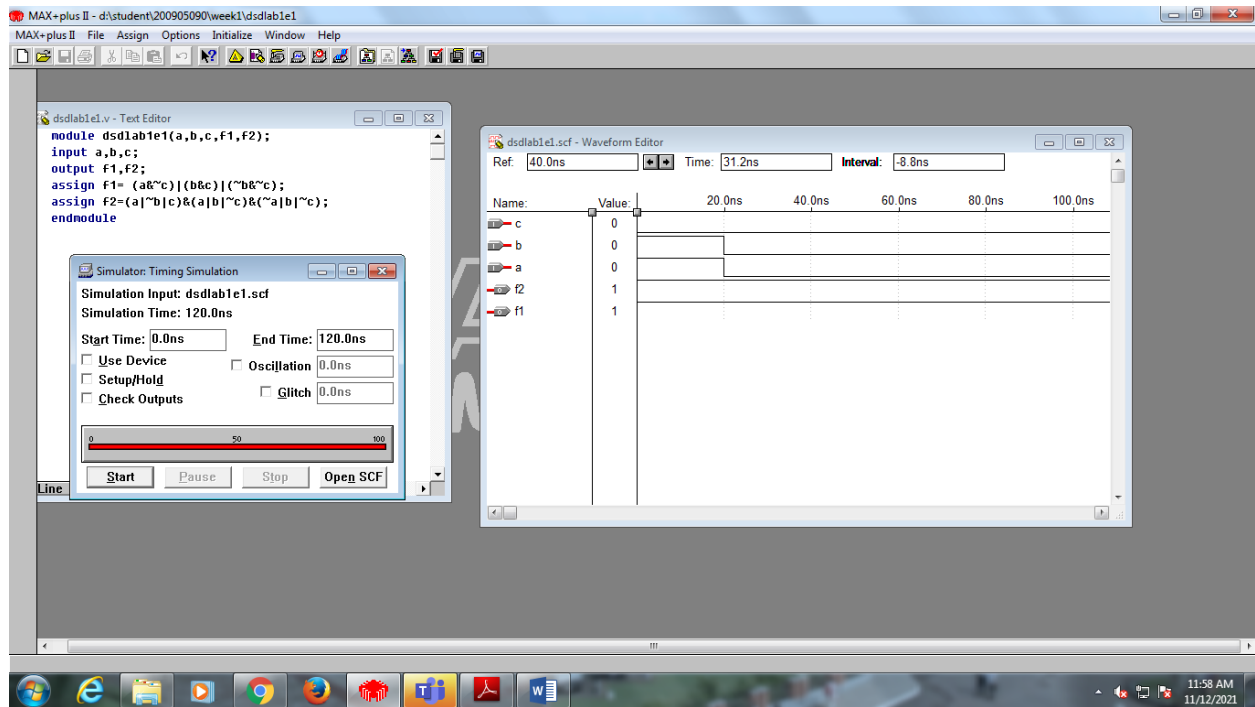 MAX+plus II - d:\student\200905090\week1\dsdlab1e1
MAX+plus II File Assign Options Initialize Window Help
dsdlab1e1.v - Text Editor
module dsdlab1e1(a,b,c,f1,f2);
input a,b,c;
output f1,f2;
assign f1= (a&~c)|(b&c)|(~b&~c);
assign f2=(a|~b|c)&(a|b|~c)&(~a|b|~c);
endmodule
Line
Simulator: Timing Simulation
Simulation Input: dsdlab1e1.scf
Simulation Time: 120.0ns
Start Time: 0.0ns End Time: 120.0ns
Use Device
Oscillation 0.0ns
Setup/Hold
Glitch 0.0ns
Check Outputs
0 50 100
Start Pause Stop Open SCF
dsdlab1e1.scf - Waveform Editor
Ref: 40.0ns Time: 31.2ns Interval: -8.8ns
Name: Value: 20.0ns 40.0ns 60.0ns 80.0ns 100.0ns
c 0
b 0
a 0
f2 1
f1 1
11:58 AM
11/12/2021